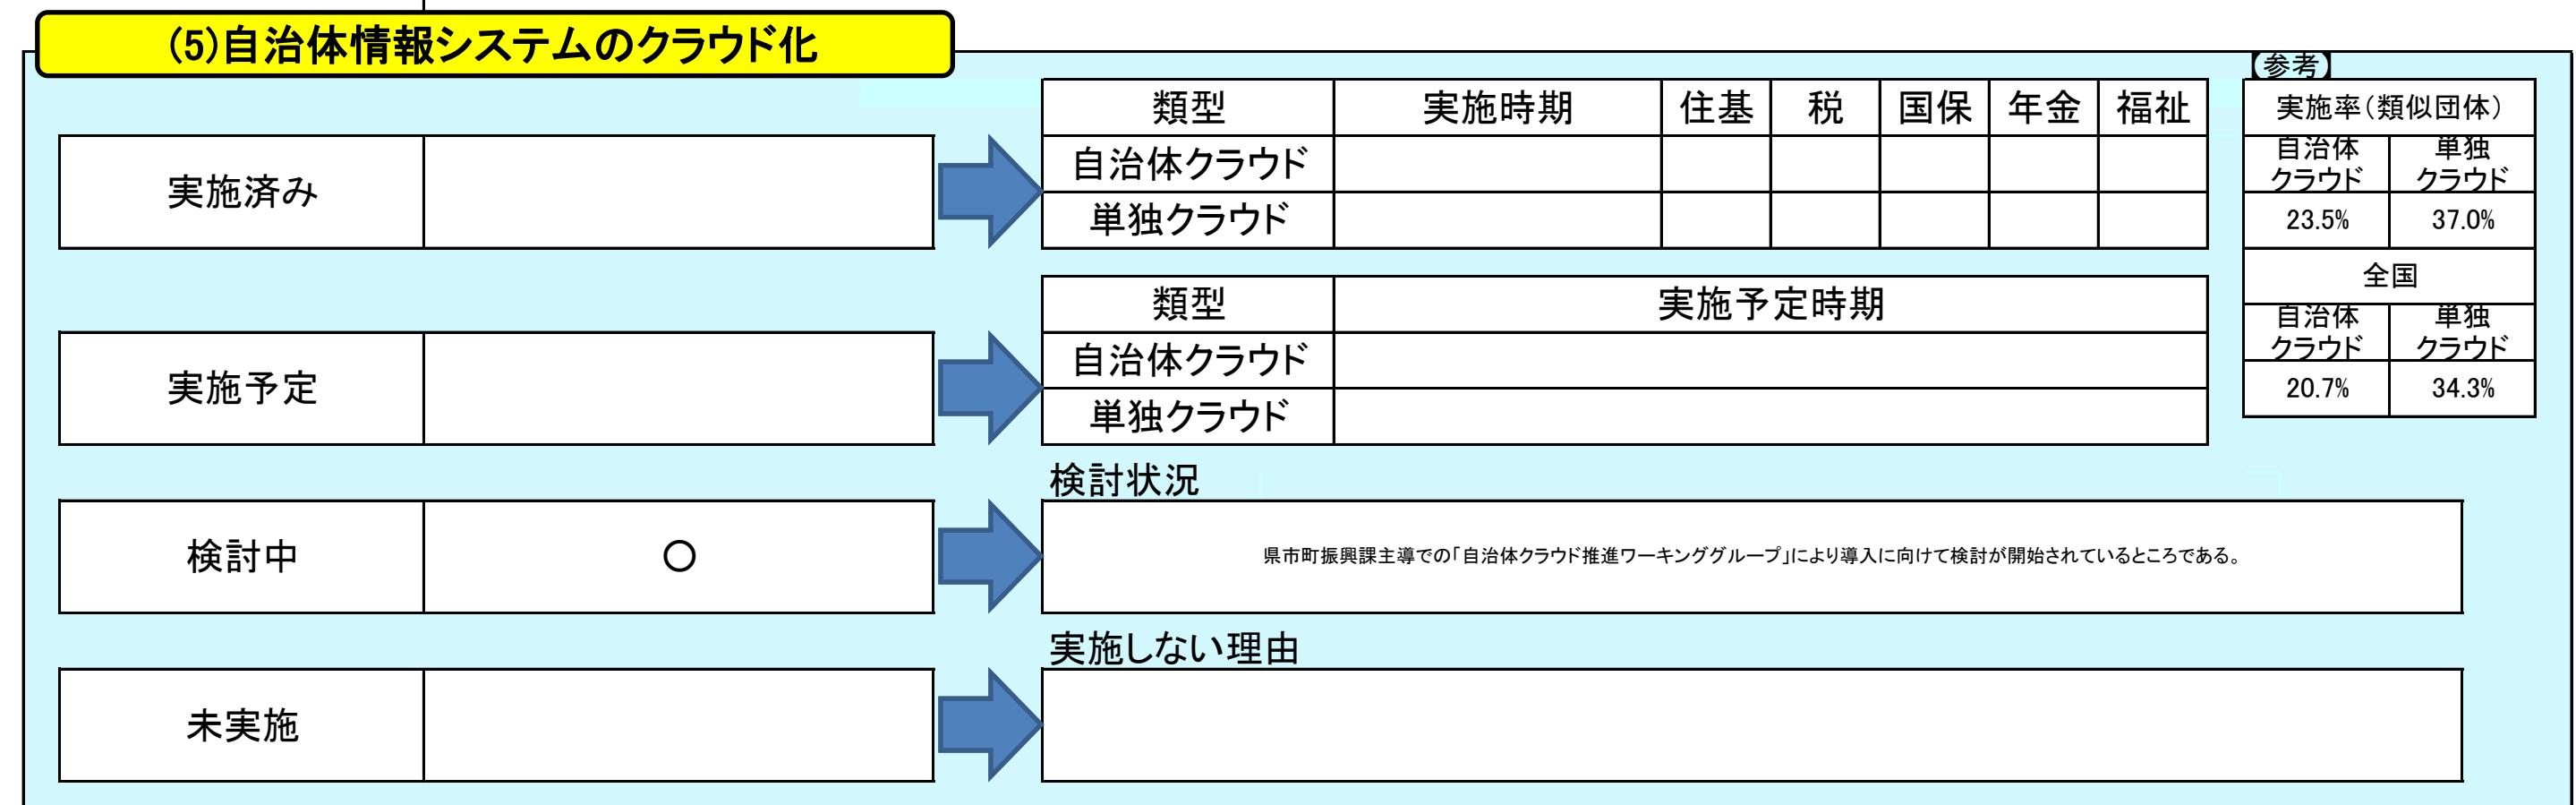 (5)自治体情報システムのクラウド化
【参考】
類型 実施時期 住基 税 国保 年金 福祉
自治体クラウド
単独クラウド
実施済み
実施率(類似団体)
自治体
クラウド
単独
クラウド
23.5% 37.0%
全国
自治体
クラウド
単独
クラウド
20.7% 34.3%
類型 実施予定時期
自治体クラウド
単独クラウド
実施予定
検討状況
検討中 ○
県市町振興課主導での「自治体クラウド推進ワーキンググループ」により導入に向けて検討が開始されているところである。
実施しない理由
未実施